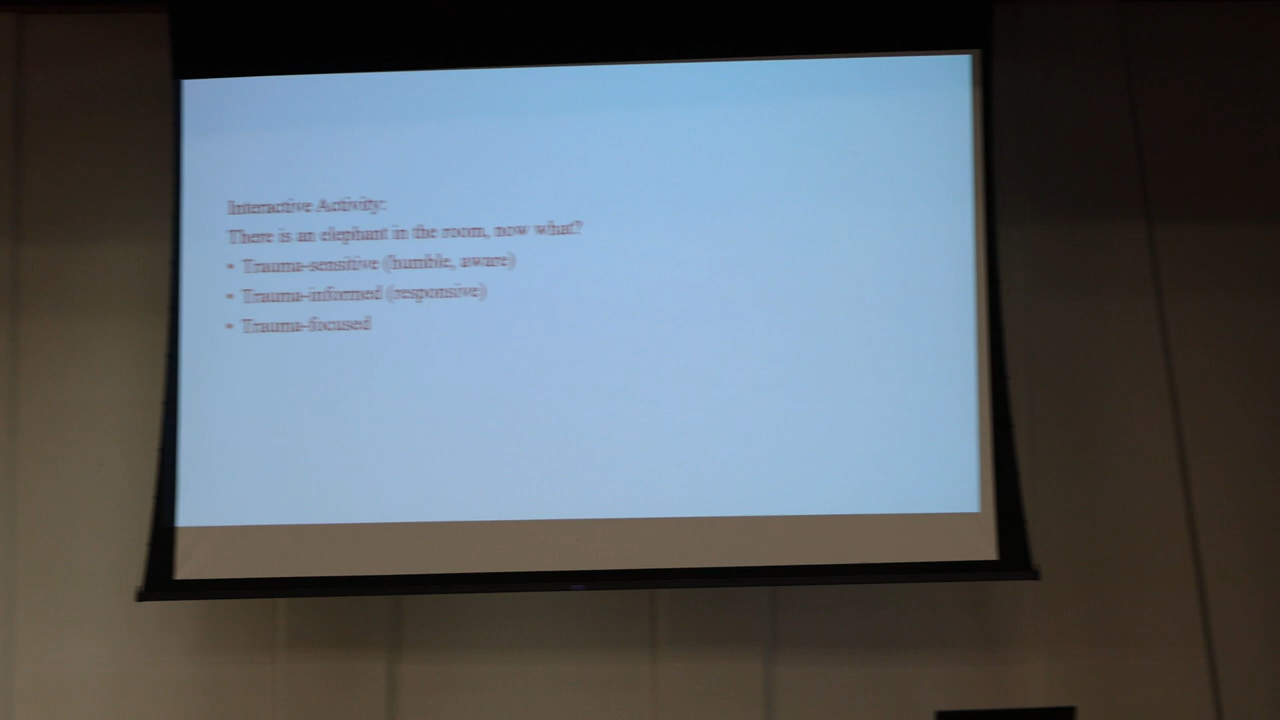 Interactive Activity:
There is an elephant in the room, now what?
• Trauma-sensitive (humble, aware)
• Trauma-informed (responsive)
• Trauma-focused